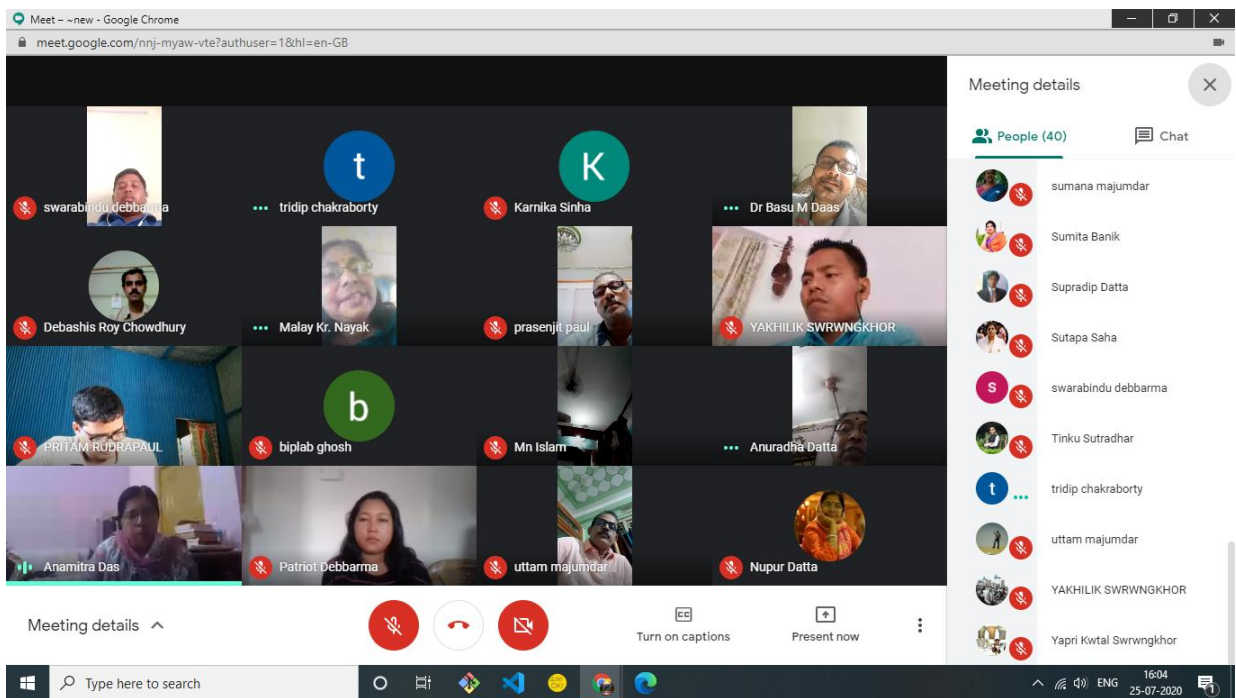 Meet – ~new - Google Chrome
meet.google.com/nnj-myaw-vte?authuser=1&hl=en-GB
Meeting details
People (40)
Chat
t
K
swarabindu debbarma
tridip chakraborty
Karnika Sinha
Dr Basu M Daas
Debashis Roy Chowdhury
Malay Kr. Nayak
prasenjit paul
YAKHILIK SWRWNGKHOR
b
PRITAM RUDRAPAUL
biplab ghosh
Mn Islam
Anuradha Datta
Anamitra Das
Patriot Debbarma
uttam majumdar
Nupur Datta
sumana majumdar
Sumita Banik
Supradip Datta
Sutapa Saha
s
swarabindu debbarma
Tinku Sutradhar
t
tridip chakraborty
uttam majumdar
YAKHILIK SWRWNGKHOR
Yapri Kwtal Swrwngkhor
Meeting details
CC
Turn on captions
Present now
Type here to search
ENG
16:04
25-07-2020
1